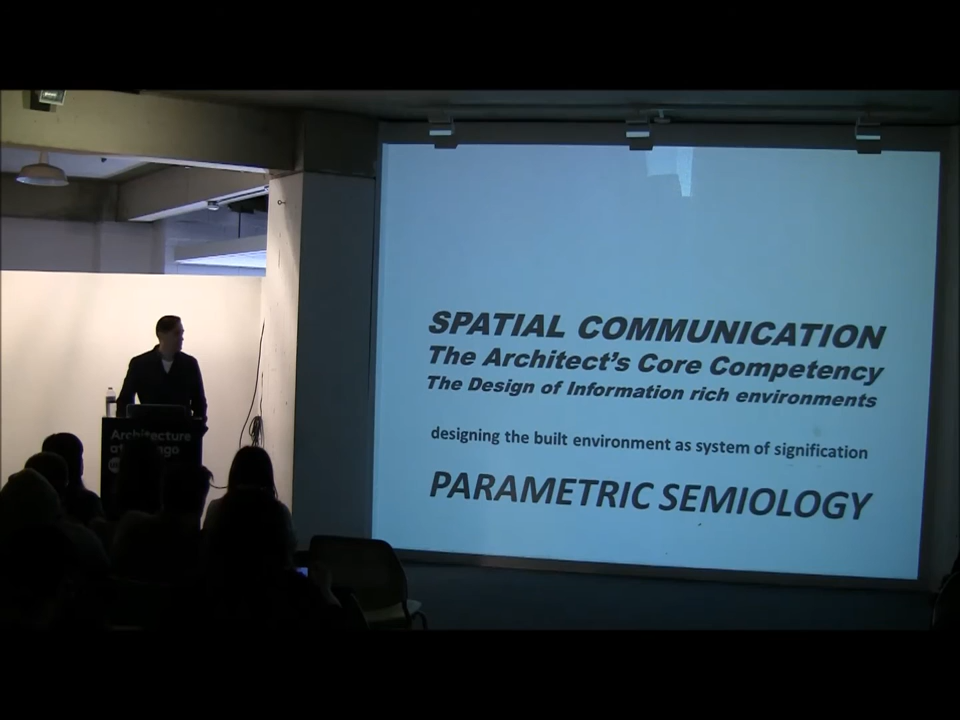 SPATIAL COMMUNICATION
The Architect's Core Competency
The Design of Information rich environments
designing the built environment as system of signification
PARAMETRIC SEMIOLOGY
Architecture
at